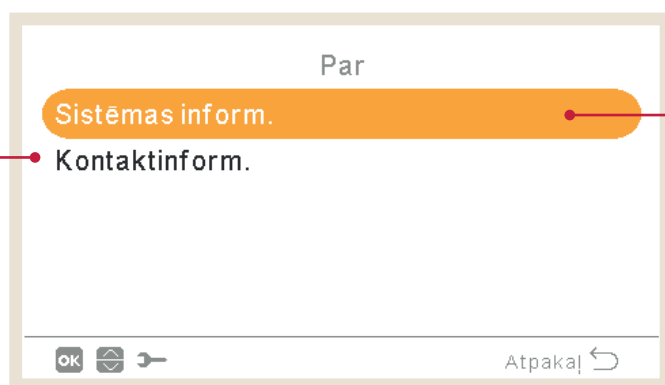 Par
Sistēmas inform.
Kontaktinform.
OK
Atpakaļ